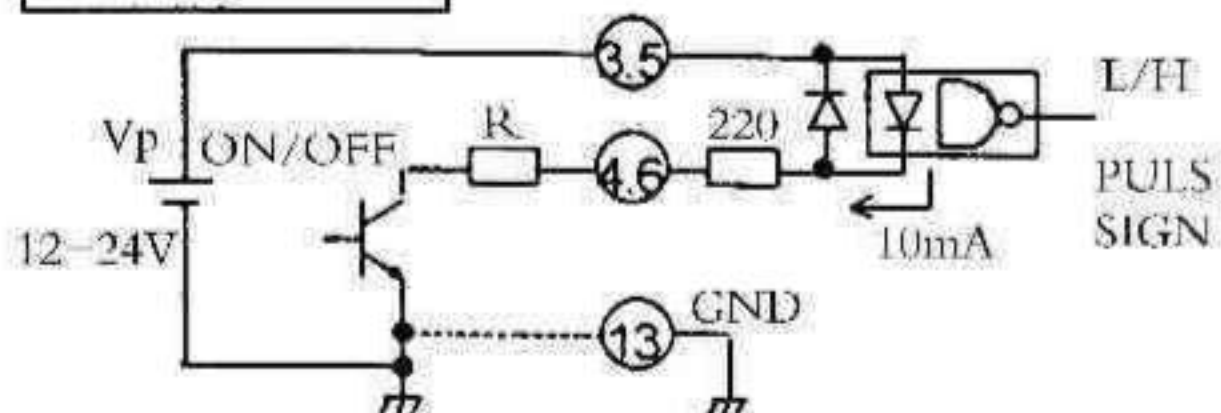 3.5
L/H
Vp
ON/OFF
R
4.6
220
PULS
SIGN
12-24V
10mA
13
GND